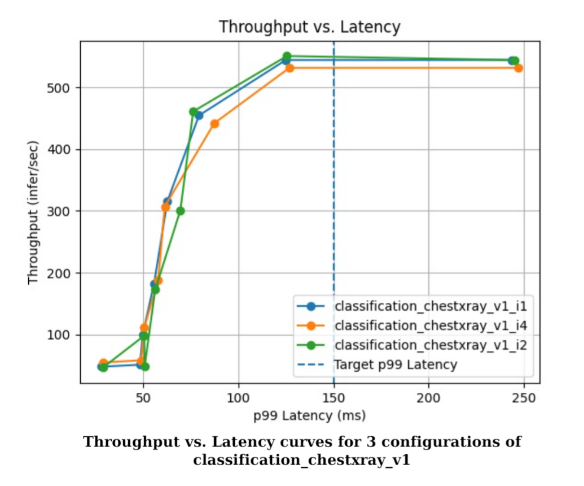 Throughput vs. Latency
Throughput (infer/sec)
500
400
300
200
100
classification_chestxray_v1_i1
classification_chestxray_v1_i4
classification_chestxray_v1_i2
Target p99 Latency
50 100 150 200 250
p99 Latency (ms)
Throughput vs. Latency curves for 3 configurations of
classification_chestxray_v1